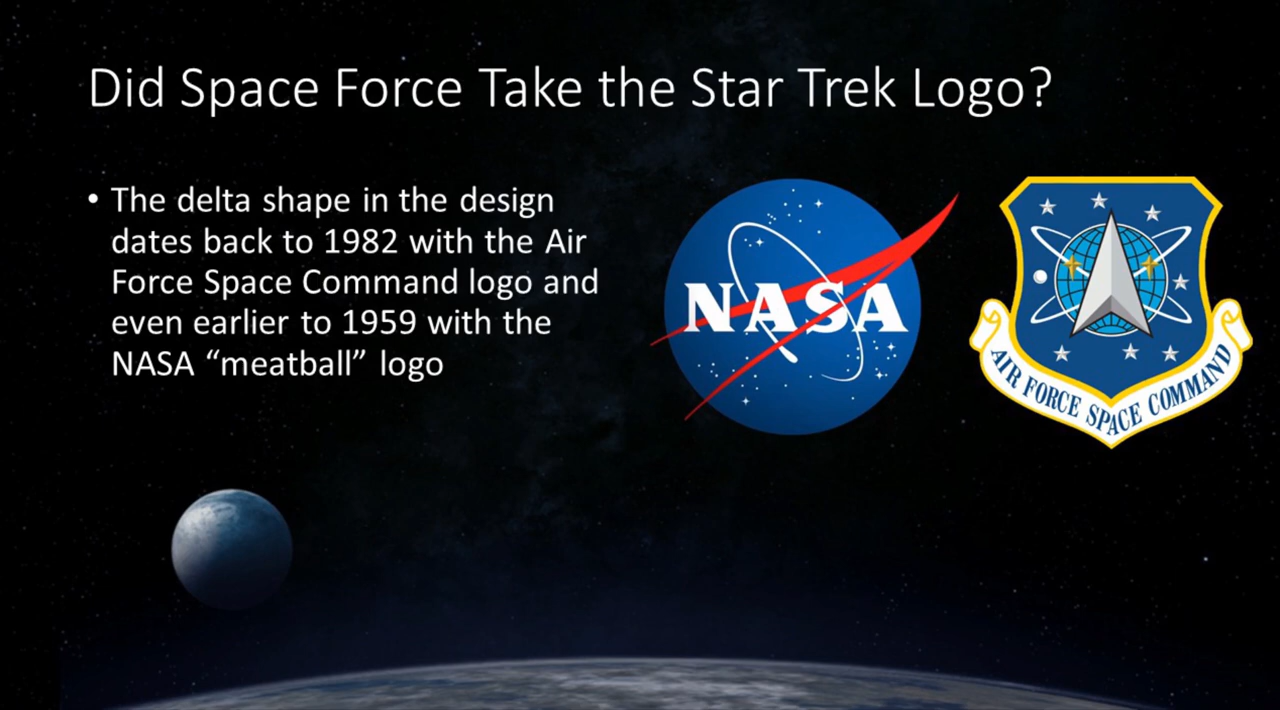 Did Space Force Take the Star Trek Logo?
• The delta shape in the design
dates back to 1982 with the Air
Force Space Command logo and
even earlier to 1959 with the
NASA “meatball” logo
NASA
AIR FORCE SPACE COMMAND